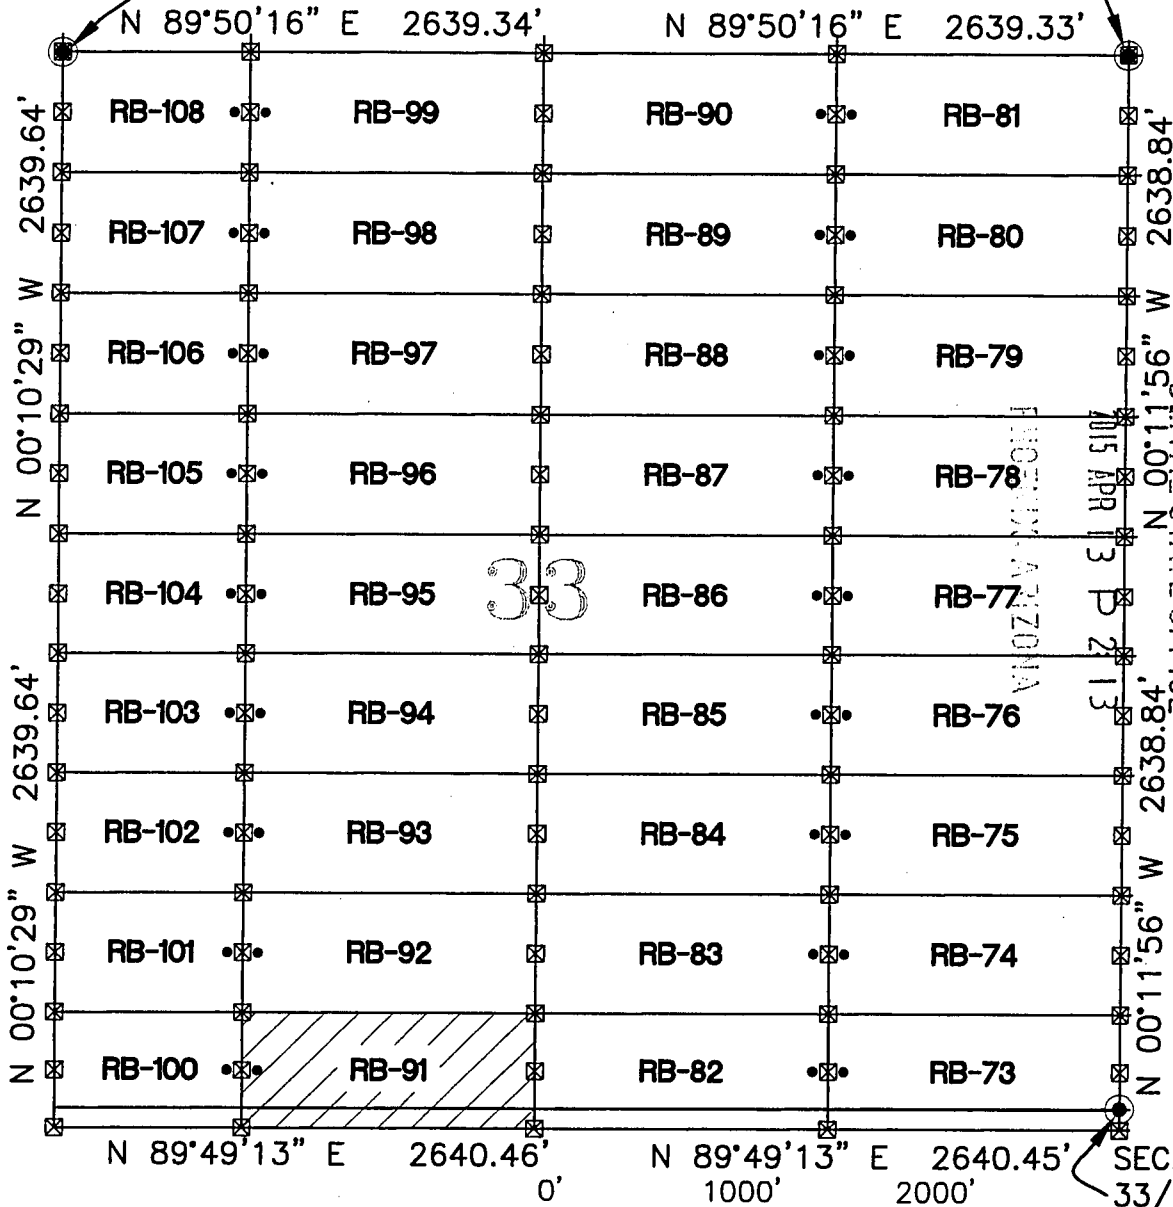 N 89°50'16" E 2639.34' N 89°50'16" E 2639.33'
RB-108 RB-99 RB-90 RB-81
RB-107 RB-98 RB-89 RB-80
RB-106 RB-97 RB-88 RB-79
RB-105 RB-96 RB-87 RB-78
RB-104 RB-95 33 RB-86 RB-77
RB-103 RB-94 RB-85 RB-76
RB-102 RB-93 RB-84 RB-75
RB-101 RB-92 RB-83 RB-74
RB-100 RB-91 RB-82 RB-73
N 00°10'29" W 2639.64'
N 00°10'29" W 2639.64'
N 00°11'56" W 2638.84'
N 00°11'56" W 2638.84'
2015 APR 13 P 2:13
ARIZONA
N 89°49'13" E 2640.46' N 89°49'13" E 2640.45' SEC
0' 1000' 2000' 33/